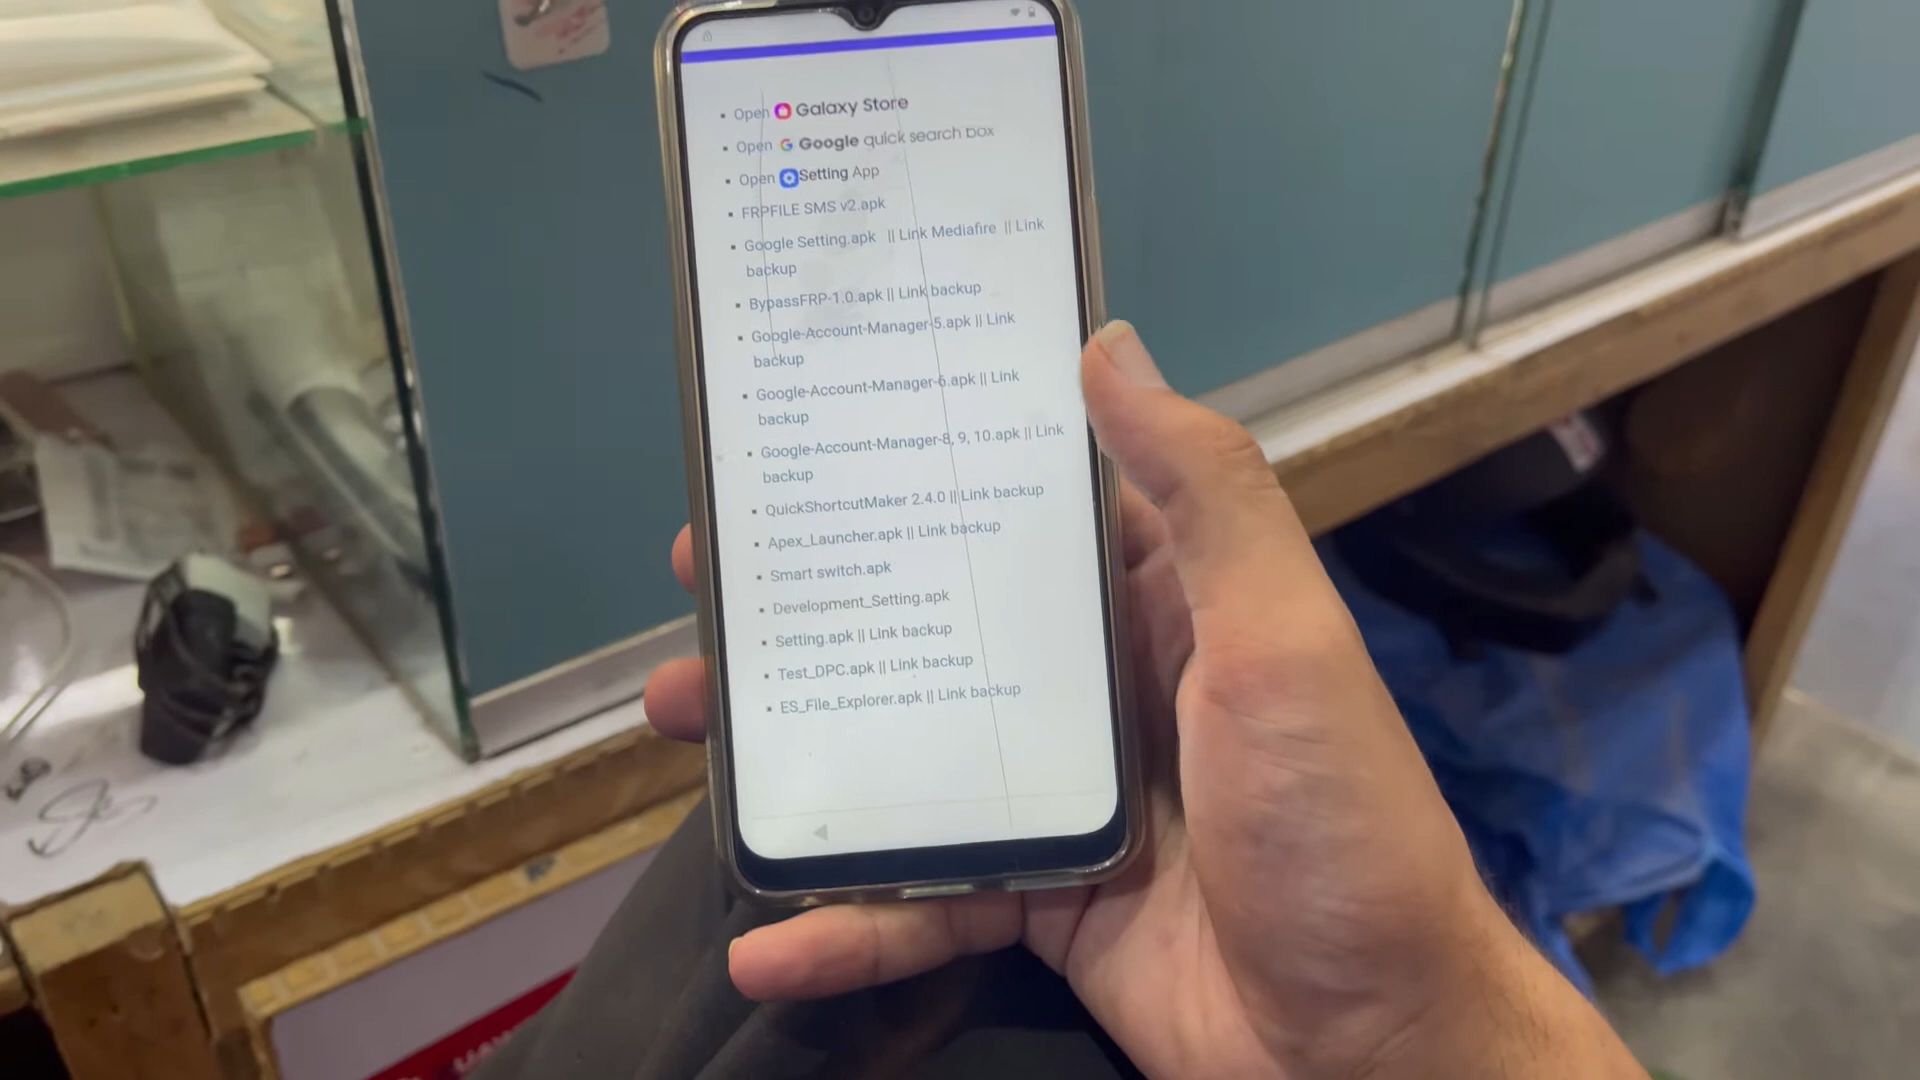 Open Galaxy Store
Open Google quick search box
Open Setting App
FRPFILE SMS v2.apk
Google Setting.apk || Link Mediafire || Link
backup
BypassFRP-1.0.apk || Link backup
Google-Account-Manager-5.apk || Link
backup
Google-Account-Manager-6.apk || Link
backup
Google-Account-Manager-8, 9, 10.apk || Link
backup
QuickShortcutMaker 2.4.0 || Link backup
Apex_Launcher.apk || Link backup
Smart switch.apk
Development_Setting.apk
Setting.apk || Link backup
Test_DPC.apk || Link backup
ES_File_Explorer.apk || Link backup